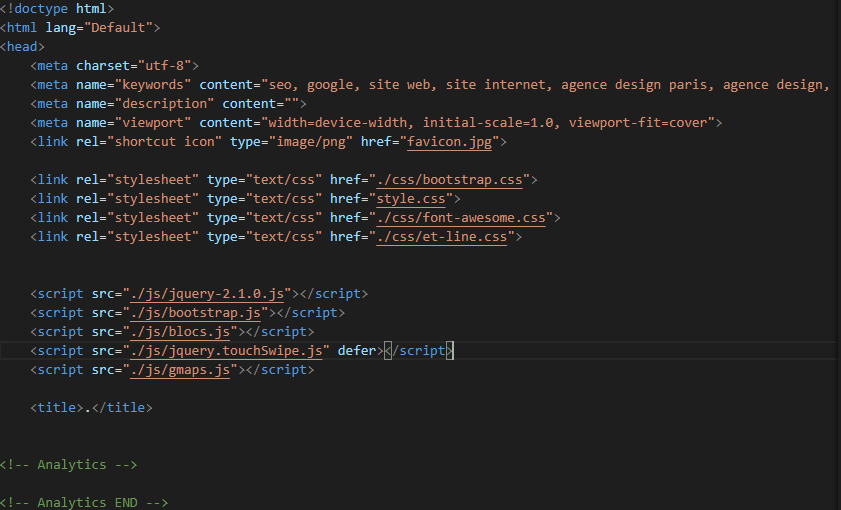 <!doctype html>
<html lang="Default">
<head>
    <meta charset="utf-8">
    <meta name="keywords" content="seo, google, site web, site internet, agence design paris, agence design,
    <meta name="description" content="">
    <meta name="viewport" content="width=device-width, initial-scale=1.0, viewport-fit=cover">
    <link rel="shortcut icon" type="image/png" href="favicon.jpg">

    <link rel="stylesheet" type="text/css" href="./css/bootstrap.css">
    <link rel="stylesheet" type="text/css" href="style.css">
    <link rel="stylesheet" type="text/css" href="./css/font-awesome.css">
    <link rel="stylesheet" type="text/css" href="./css/et-line.css">

    <script src="./js/jquery-2.1.0.js"></script>
    <script src="./js/bootstrap.js"></script>
    <script src="./js/blocs.js"></script>
    <script src="./js/jquery.touchSwipe.js" defer></script>
    <script src="./js/gmaps.js"></script>

    <title>.</title>

<!-- Analytics -->

<!-- Analytics END -->